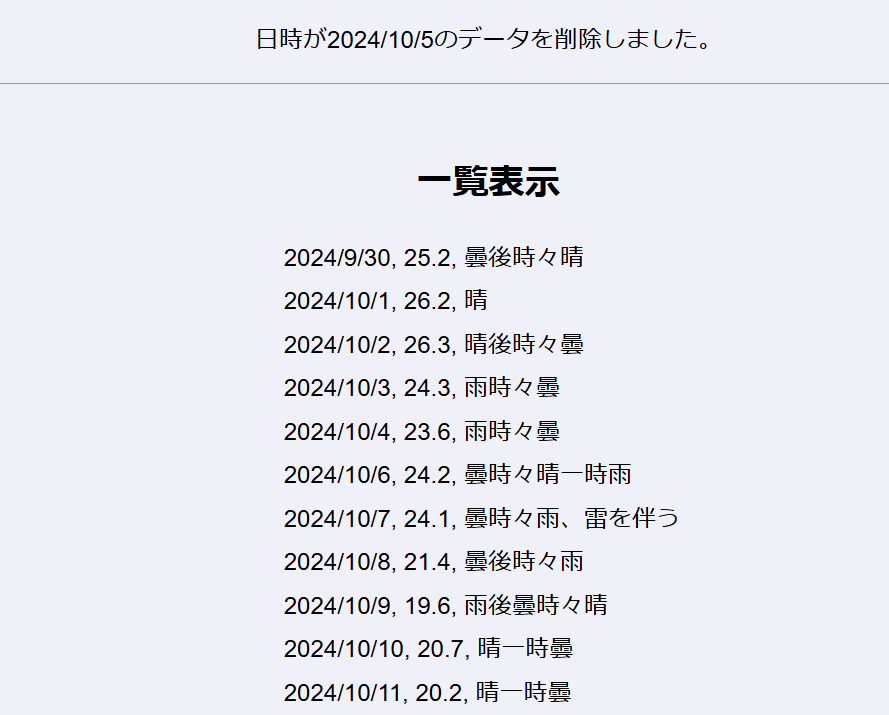 日時が2024/10/5のデータを削除しました。
一覧表示
2024/9/30, 25.2, 曇後時々晴
2024/10/1, 26.2, 晴
2024/10/2, 26.3, 晴後時々曇
2024/10/3, 24.3, 雨時々曇
2024/10/4, 23.6, 雨時々曇
2024/10/6, 24.2, 曇時々晴一時雨
2024/10/7, 24.1, 曇時々雨、雷を伴う
2024/10/8, 21.4, 曇後時々雨
2024/10/9, 19.6, 雨後曇時々晴
2024/10/10, 20.7, 晴一時曇
2024/10/11, 20.2, 晴一時曇